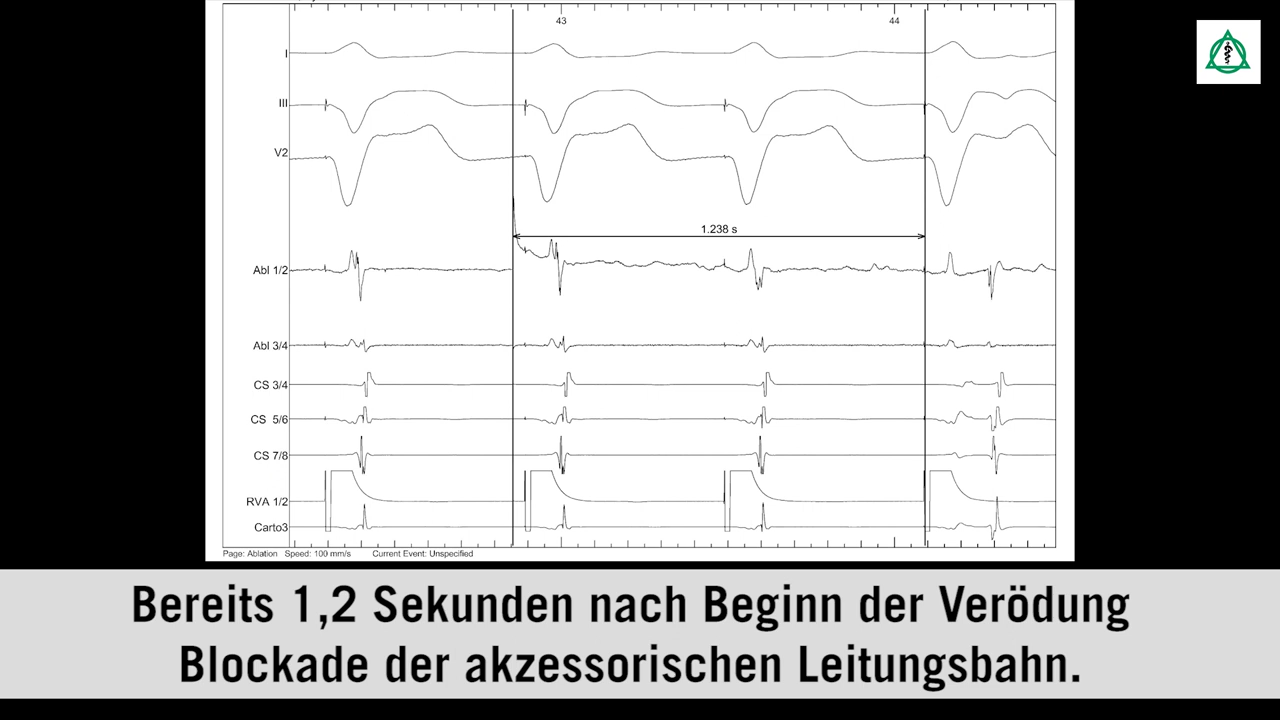 43
44
I
III
V2
1.238 s
Abl 1/2
Abl 3/4
CS 3/4
CS 5/6
CS 7/8
RVA 1/2
Carto3
Page: Ablation Speed: 100 mm/s Current Event: Unspecified
Bereits 1,2 Sekunden nach Beginn der Verödung
Blockade der akzessorischen Leitungsbahn.